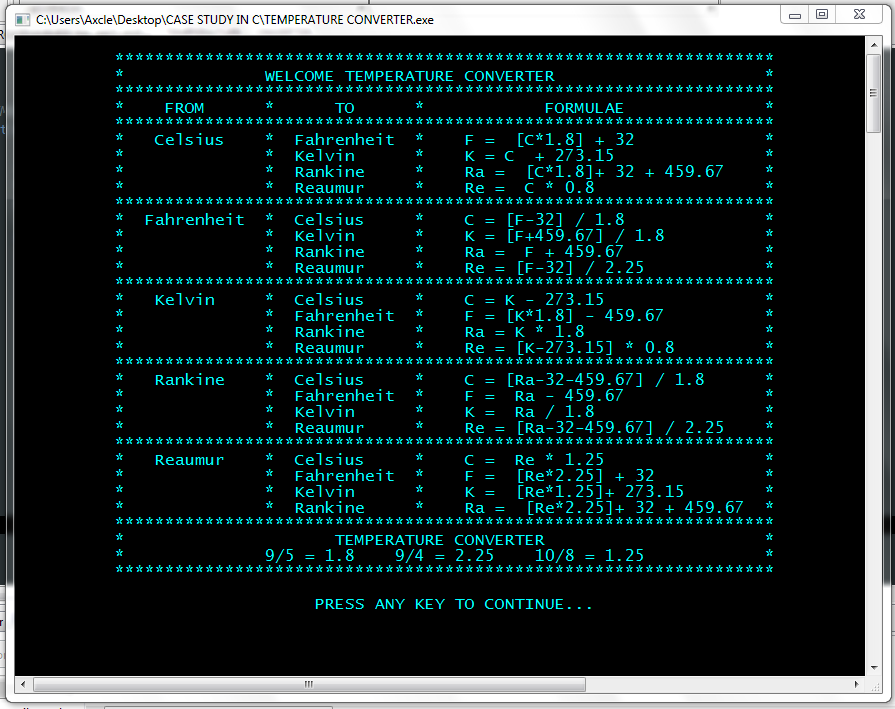 C:\Users\Axcle\Desktop\CASE STUDY IN C\TEMPERATURE CONVERTER.exe
******************************************************************
* WELCOME TEMPERATURE CONVERTER *
******************************************************************
* FROM * TO * FORMULAE *
******************************************************************
* Celsius * Fahrenheit * F = [C*1.8] + 32 *
* * Kelvin * K = C + 273.15 *
* * Rankine * Ra = [C*1.8]+ 32 + 459.67 *
* * Reaumur * Re = C * 0.8 *
******************************************************************
* Fahrenheit * Celsius * C = [F-32] / 1.8 *
* * Kelvin * K = [F+459.67] / 1.8 *
* * Rankine * Ra = F + 459.67 *
* * Reaumur * Re = [F-32] / 2.25 *
******************************************************************
* Kelvin * Celsius * C = K - 273.15 *
* * Fahrenheit * F = [K*1.8] - 459.67 *
* * Rankine * Ra = K * 1.8 *
* * Reaumur * Re = [K-273.15] * 0.8 *
******************************************************************
* Rankine * Celsius * C = [Ra-32-459.67] / 1.8 *
* * Fahrenheit * F = Ra - 459.67 *
* * Kelvin * K = Ra / 1.8 *
* * Reaumur * Re = [Ra-32-459.67] / 2.25 *
******************************************************************
* Reaumur * Celsius * C = Re * 1.25 *
* * Fahrenheit * F = [Re*2.25] + 32 *
* * Kelvin * K = [Re*1.25]+ 273.15 *
* * Rankine * Ra = [Re*2.25]+ 32 + 459.67 *
******************************************************************
* TEMPERATURE CONVERTER *
* 9/5 = 1.8 9/4 = 2.25 10/8 = 1.25 *
******************************************************************
PRESS ANY KEY TO CONTINUE...